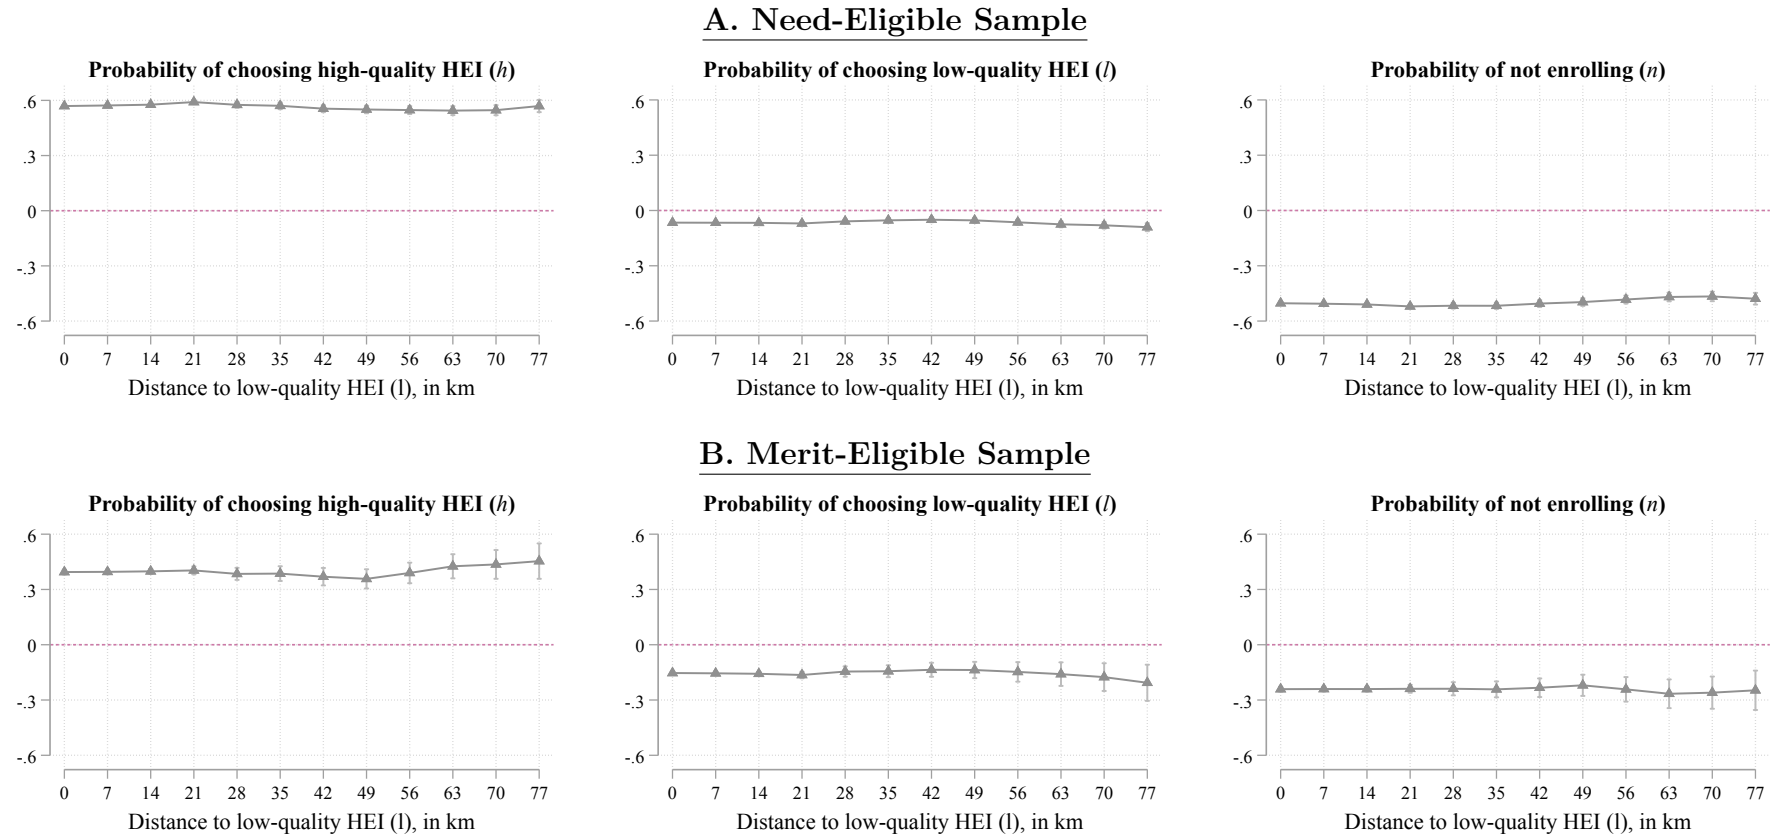 A. Need-Eligible Sample
Probability of choosing high-quality HEI (h)
.6
.3
0
-.3
-.6
0 7 14 21 28 35 42 49 56 63 70 77
Distance to low-quality HEI (l), in km
Probability of choosing low-quality HEI (l)
.6
.3
0
-.3
-.6
0 7 14 21 28 35 42 49 56 63 70 77
Distance to low-quality HEI (l), in km
Probability of not enrolling (n)
.6
.3
0
-.3
-.6
0 7 14 21 28 35 42 49 56 63 70 77
Distance to low-quality HEI (l), in km
B. Merit-Eligible Sample
Probability of choosing high-quality HEI (h)
.6
.3
0
-.3
-.6
0 7 14 21 28 35 42 49 56 63 70 77
Distance to low-quality HEI (l), in km
Probability of choosing low-quality HEI (l)
.6
.3
0
-.3
-.6
0 7 14 21 28 35 42 49 56 63 70 77
Distance to low-quality HEI (l), in km
Probability of not enrolling (n)
.6
.3
0
-.3
-.6
0 7 14 21 28 35 42 49 56 63 70 77
Distance to low-quality HEI (l), in km